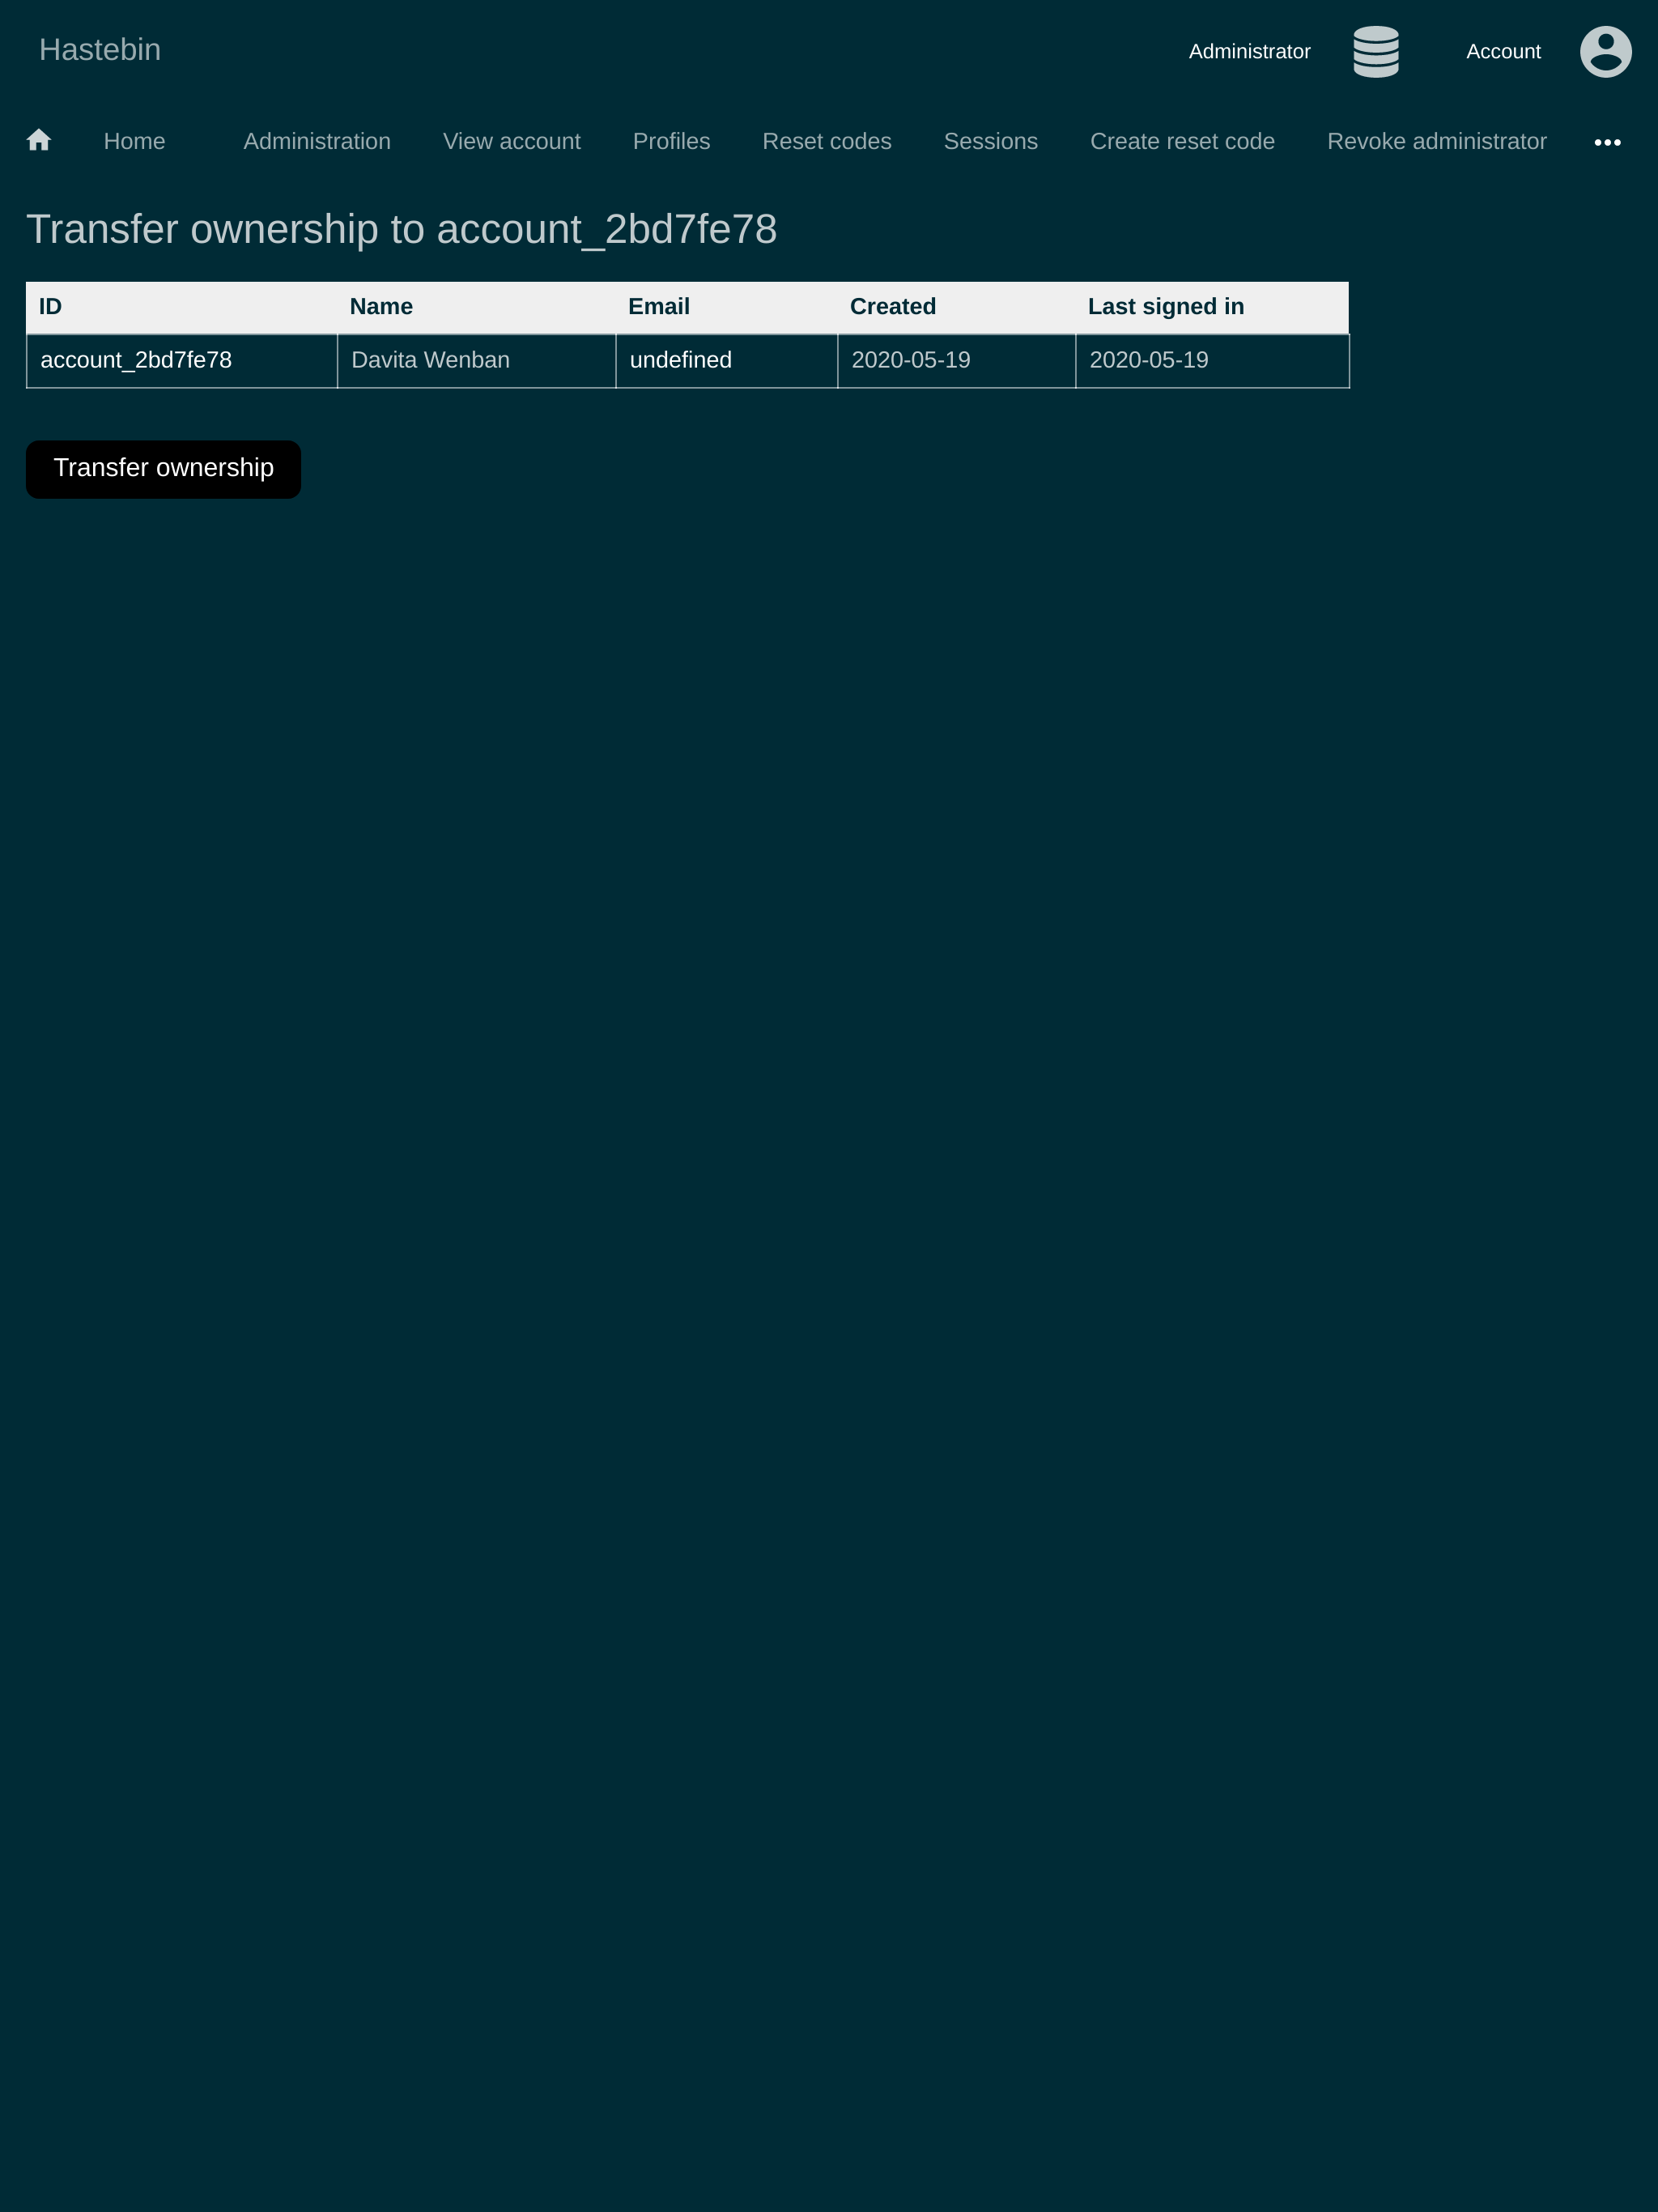 Hastebin
Administrator Account
Home Administration View account Profiles Reset codes Sessions Create reset code Revoke administrator
Transfer ownership to account_2bd7fe78
ID Name Email Created Last signed in
account_2bd7fe78 Davita Wenban undefined 2020-05-19 2020-05-19
Transfer ownership